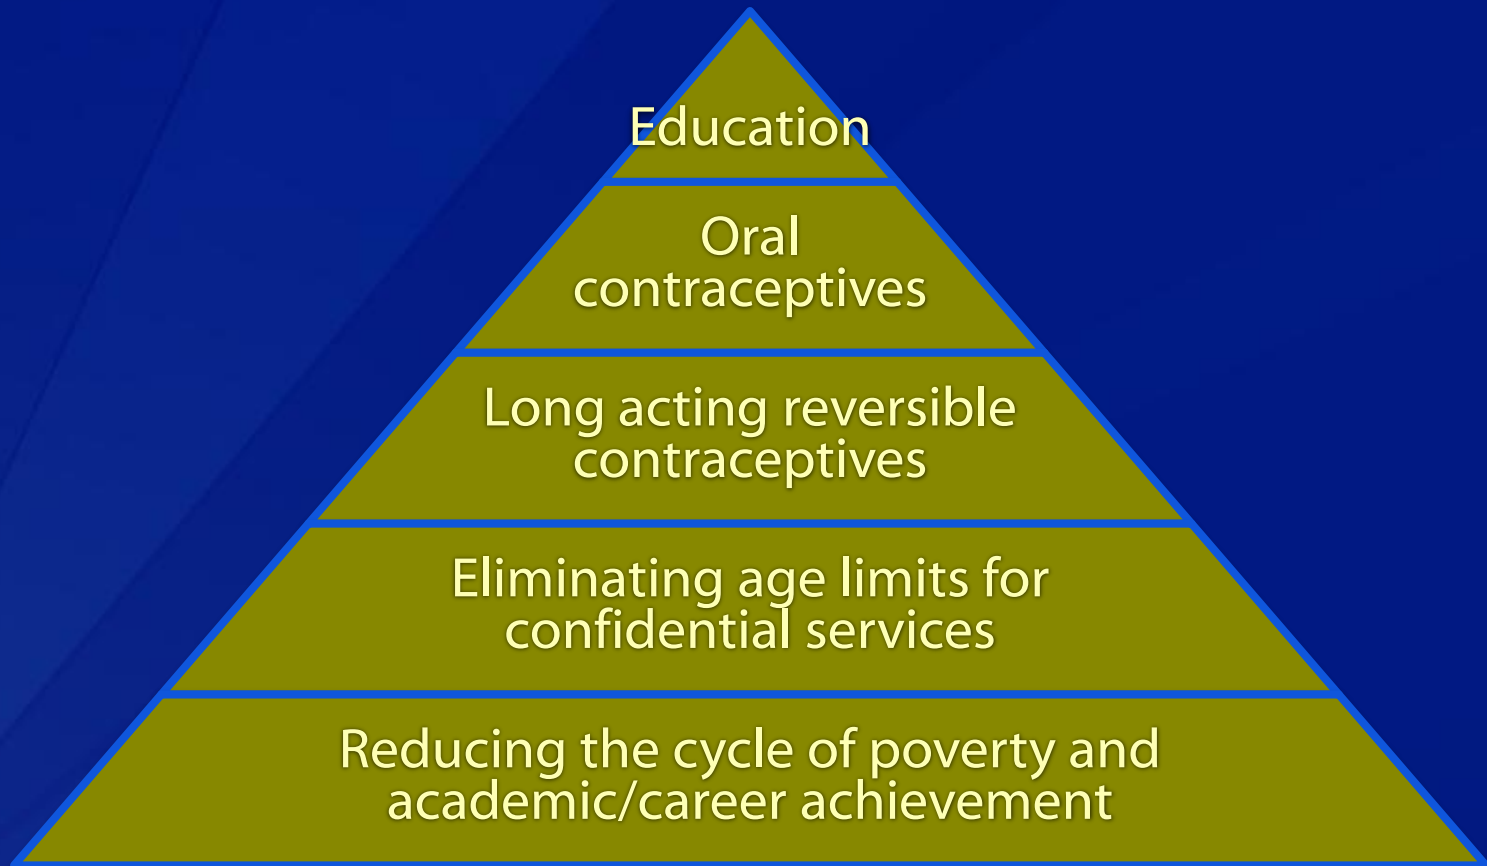 Education
Oral
contraceptives
Long acting reversible
contraceptives
Eliminating age limits for
confidential services
Reducing the cycle of poverty and
academic/career achievement